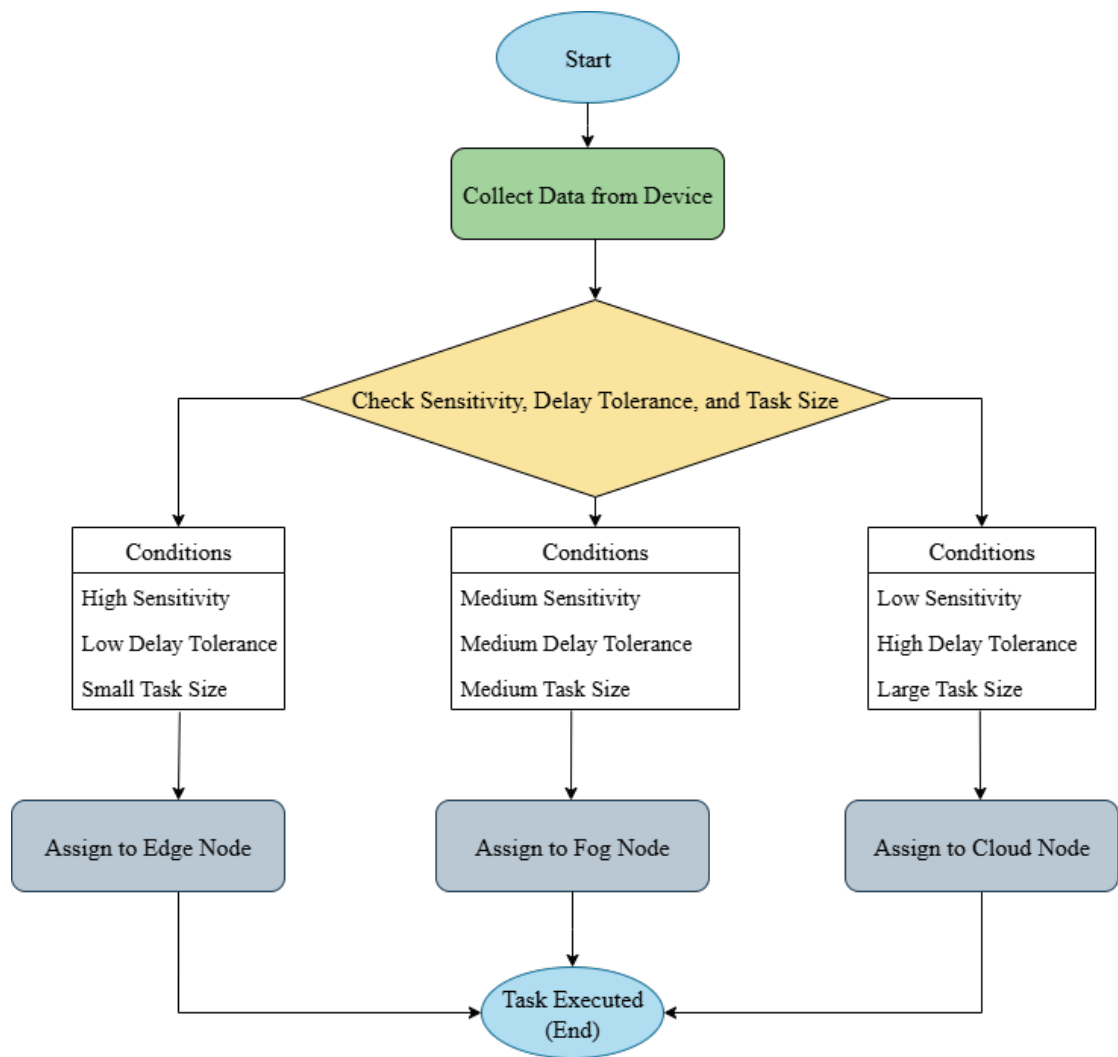 Start
Collect Data from Device
Check Sensitivity, Delay Tolerance, and Task Size
Conditions
High Sensitivity
Low Delay Tolerance
Small Task Size
Conditions
Medium Sensitivity
Medium Delay Tolerance
Medium Task Size
Conditions
Low Sensitivity
High Delay Tolerance
Large Task Size
Assign to Edge Node
Assign to Fog Node
Assign to Cloud Node
Task Executed
(End)